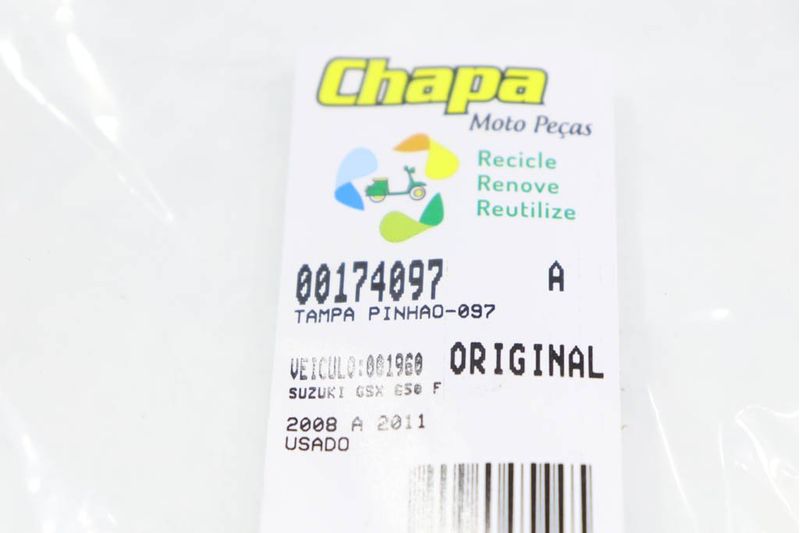 Chapa
Moto Peças
Recicle
Renove
Reutilize
00174097 A
TAMPA PINHAO-097
VEICULO:001960 ORIGINAL
SUZUKI GSX 650 F
2008 A 2011
USADO